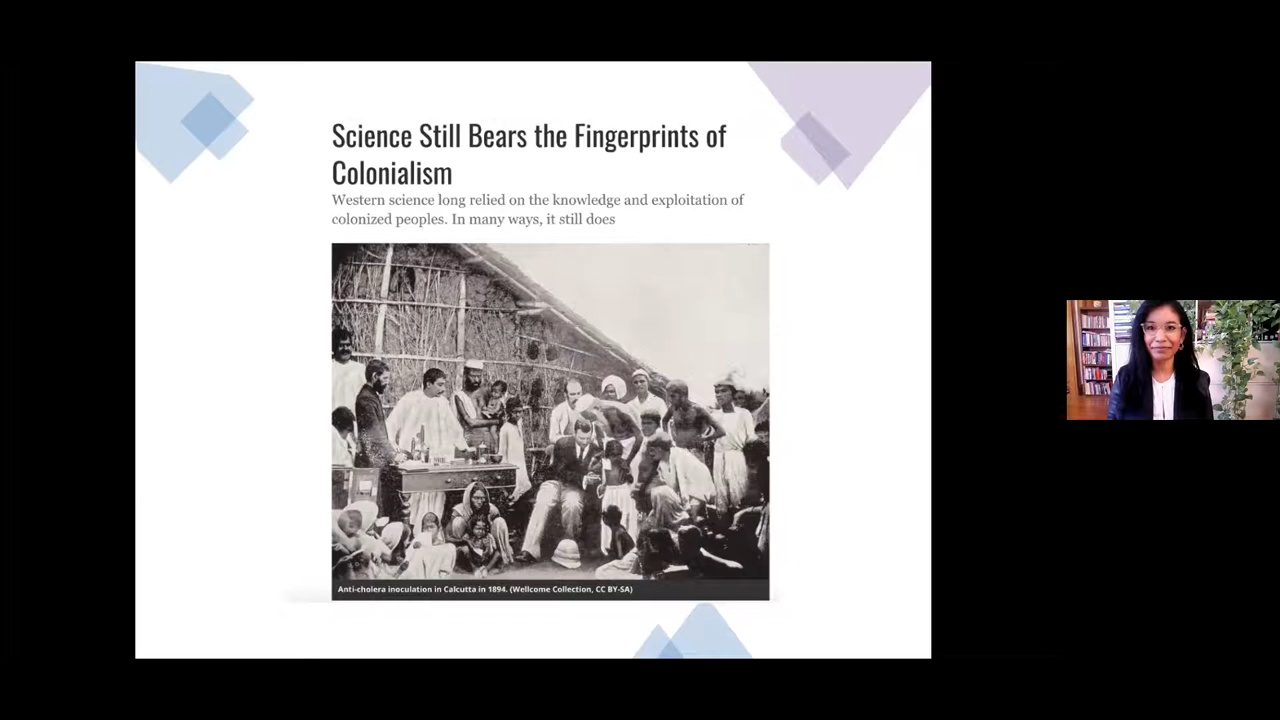 Science Still Bears the Fingerprints of
Colonialism
Western science long relied on the knowledge and exploitation of
colonized peoples. In many ways, it still does
Anti-cholera inoculation in Calcutta in 1894. (Wellcome Collection, CC BY-SA)